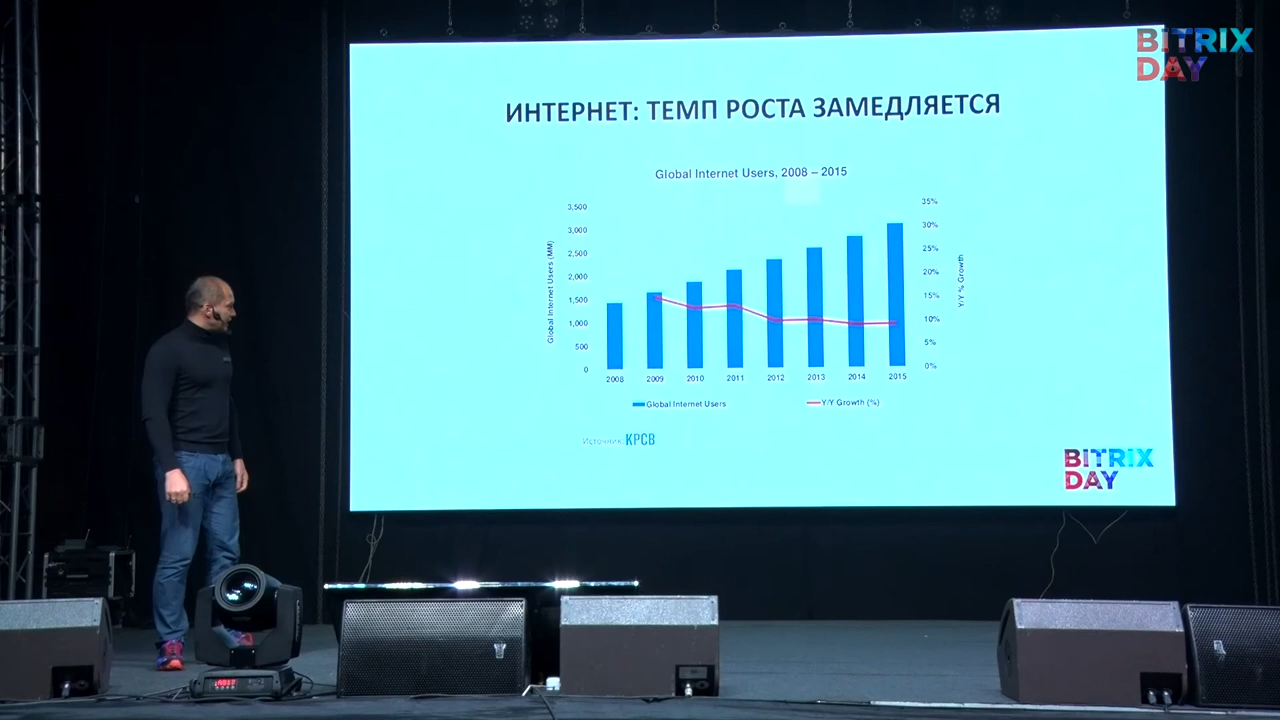 BITRIX
DAY
ИНТЕРНЕТ: ТЕМП РОСТА ЗАМЕДЛЯЕТСЯ
Global Internet Users, 2008 – 2015
Global Internet Users (MM)
3,500
3,000
2,500
2,000
1,500
1,000
500
0
35%
30%
25%
20%
15%
10%
5%
0%
Y/Y % Growth
2008 2009 2010 2011 2012 2013 2014 2015
Global Internet Users
Y/Y Growth (%)
Источник: KPCB
BITRIX
DAY